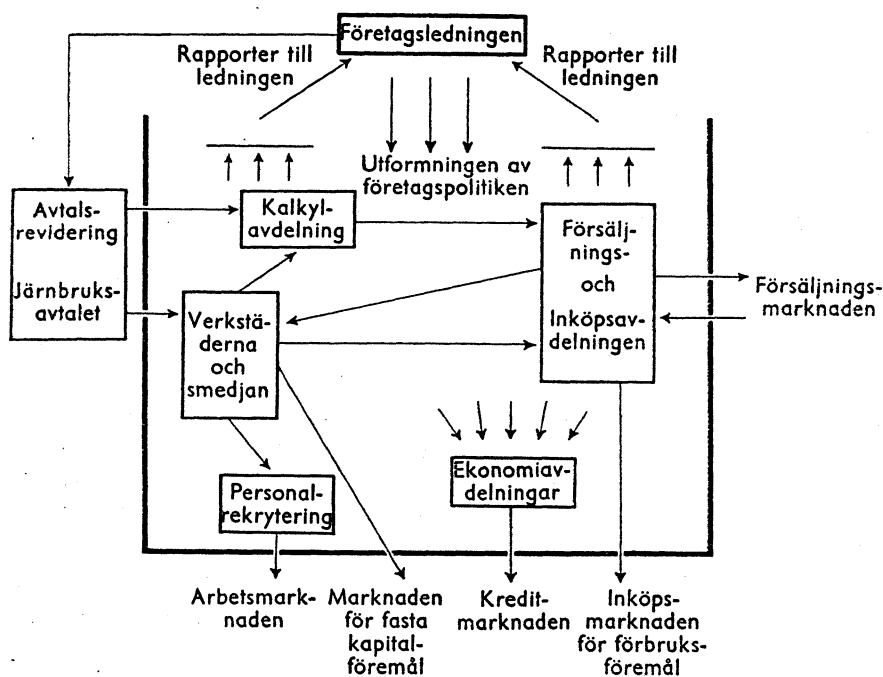 Företagsledningen
Rapporter till
ledningen
Rapporter till
ledningen
Utformningen av
företagspolitiken
Avtals-
revidering
Järnbruks-
avtalet
Kalkyl-
avdelning
Försälj-
nings-
och
Inköpsav-
delningen
Försäljnings-
marknaden
Verkstä-
derna
och
smedjan
Personal-
rekrytering
Ekonomiav-
delningar
Arbetsmark-
naden
Marknaden
för fasta
kapital-
föremål
Kredit-
marknaden
Inköps-
marknaden
för förbruks-
föremål